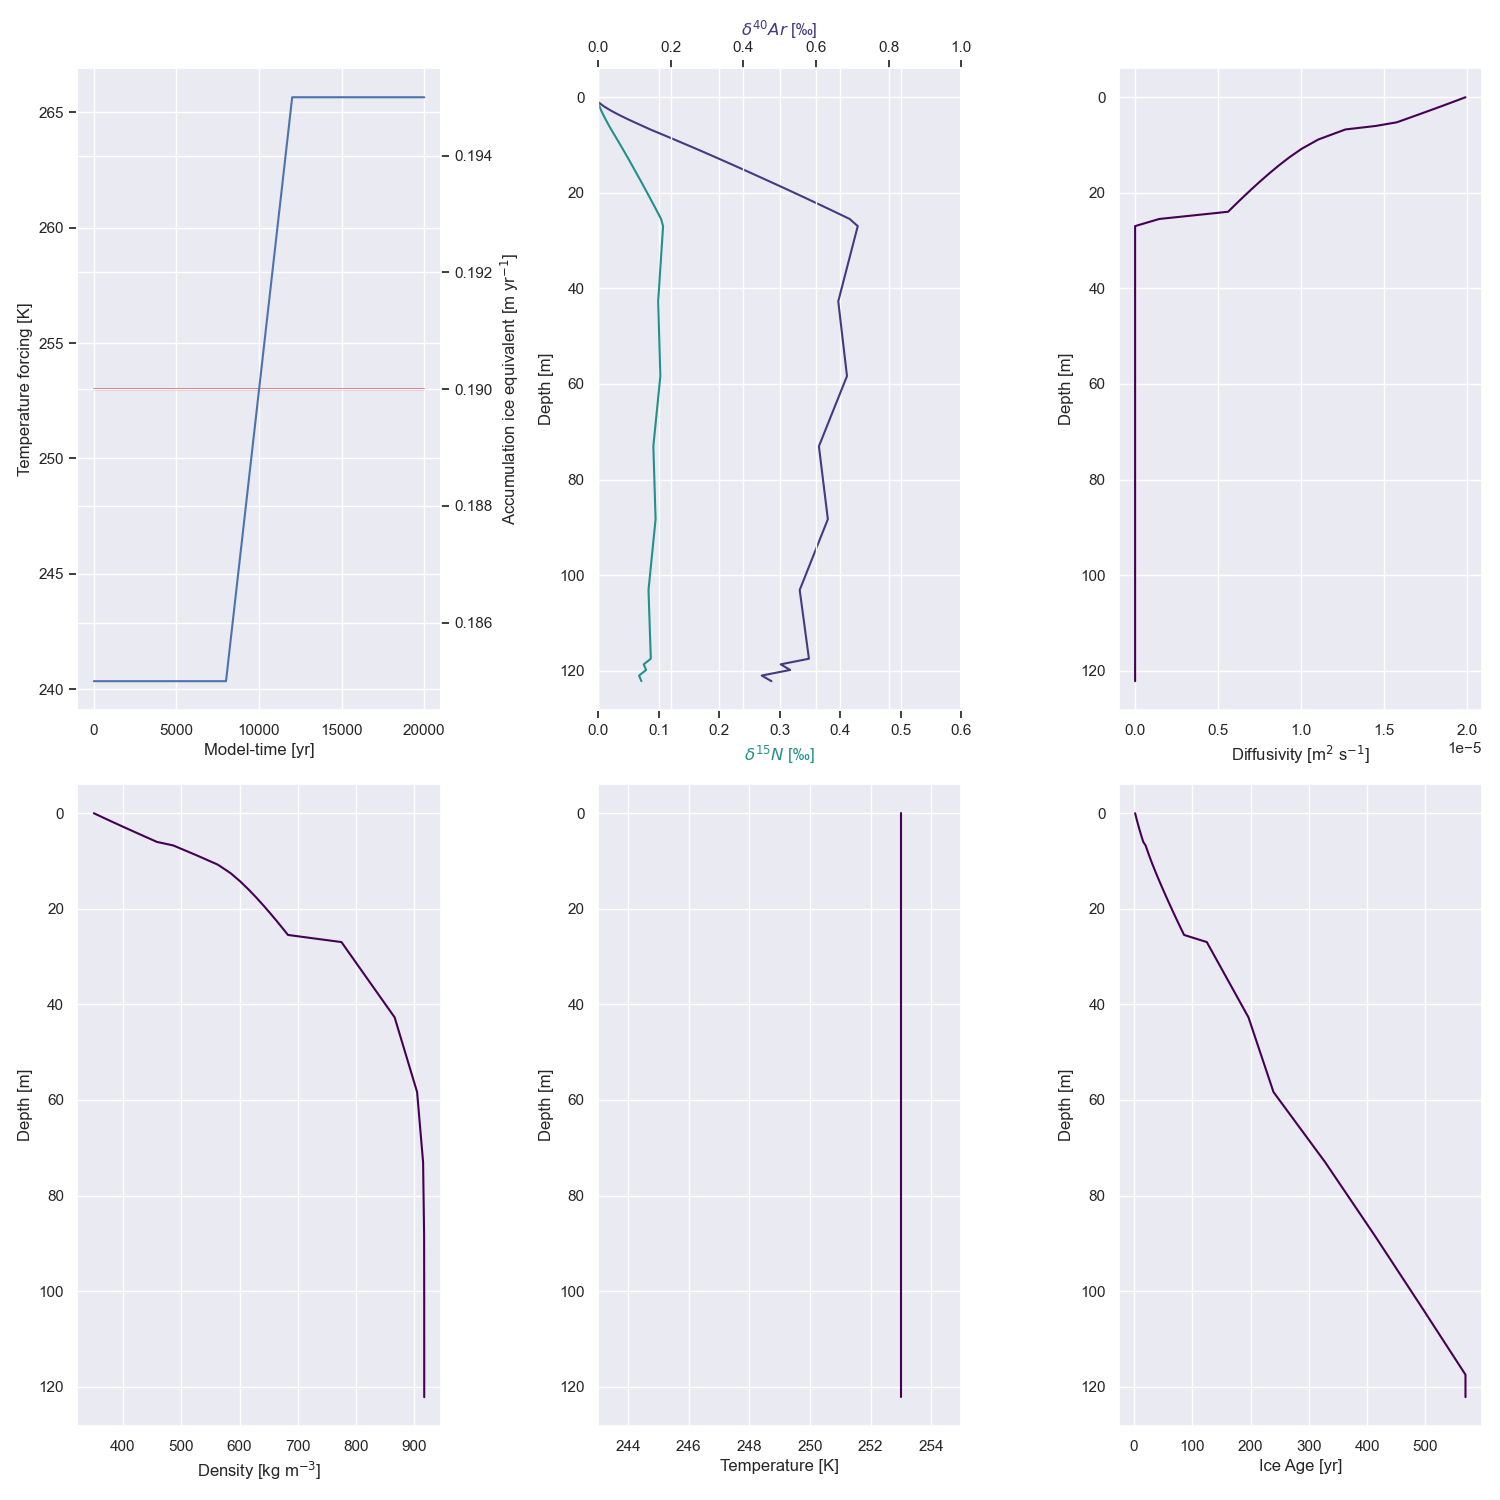 δ⁴⁰Ar [‰]
0.0 0.2 0.4 0.6 0.8 1.0
Temperature forcing [K]
265
260
255
250
245
240
0 5000 10000 15000 20000
Model-time [yr]
Accumulation ice equivalent [m yr⁻¹]
0.194
0.192
0.190
0.188
0.186
Depth [m]
0
20
40
60
80
100
120
0.0 0.1 0.2 0.3 0.4 0.5 0.6
δ¹⁵N [‰]
Depth [m]
0
20
40
60
80
100
120
0.0 0.5 1.0 1.5 2.0
1e−5
Diffusivity [m² s⁻¹]
Depth [m]
0
20
40
60
80
100
120
400 500 600 700 800 900
Density [kg m⁻³]
Depth [m]
0
20
40
60
80
100
120
244 246 248 250 252 254
Temperature [K]
Depth [m]
0
20
40
60
80
100
120
0 100 200 300 400 500
Ice Age [yr]